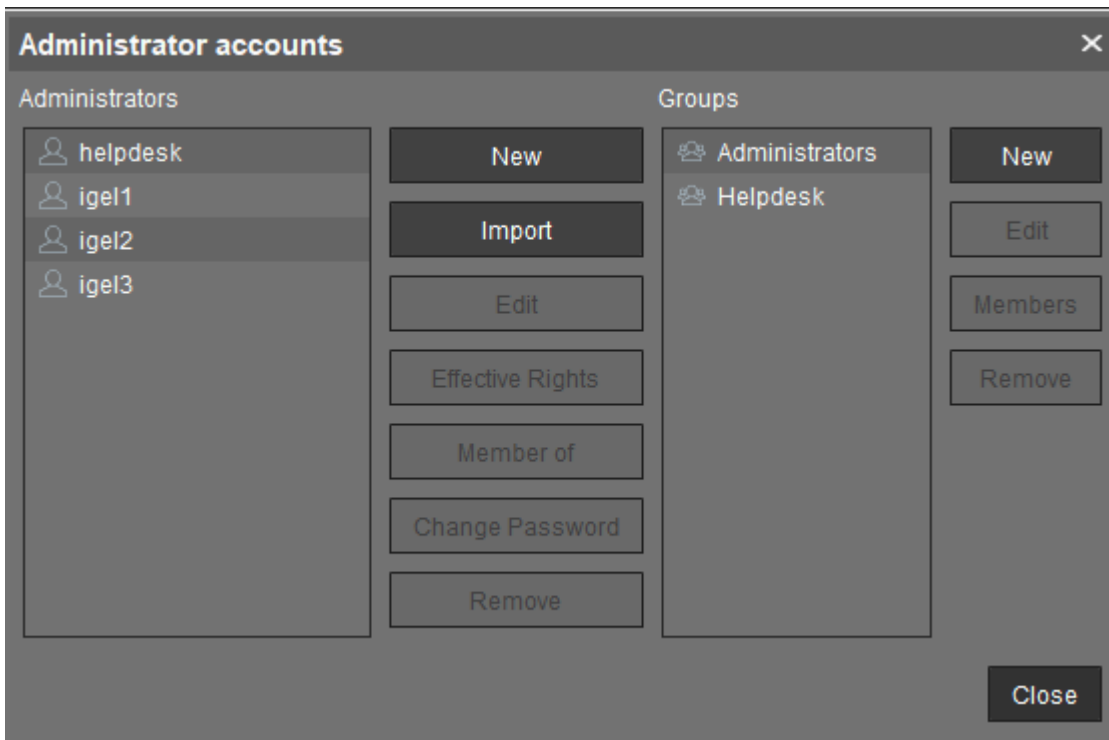 Administrator accounts
Administrators
helpdesk
igel1
igel2
igel3
New
Import
Edit
Effective Rights
Member of
Change Password
Remove
Groups
Administrators
Helpdesk
New
Edit
Members
Remove
Close